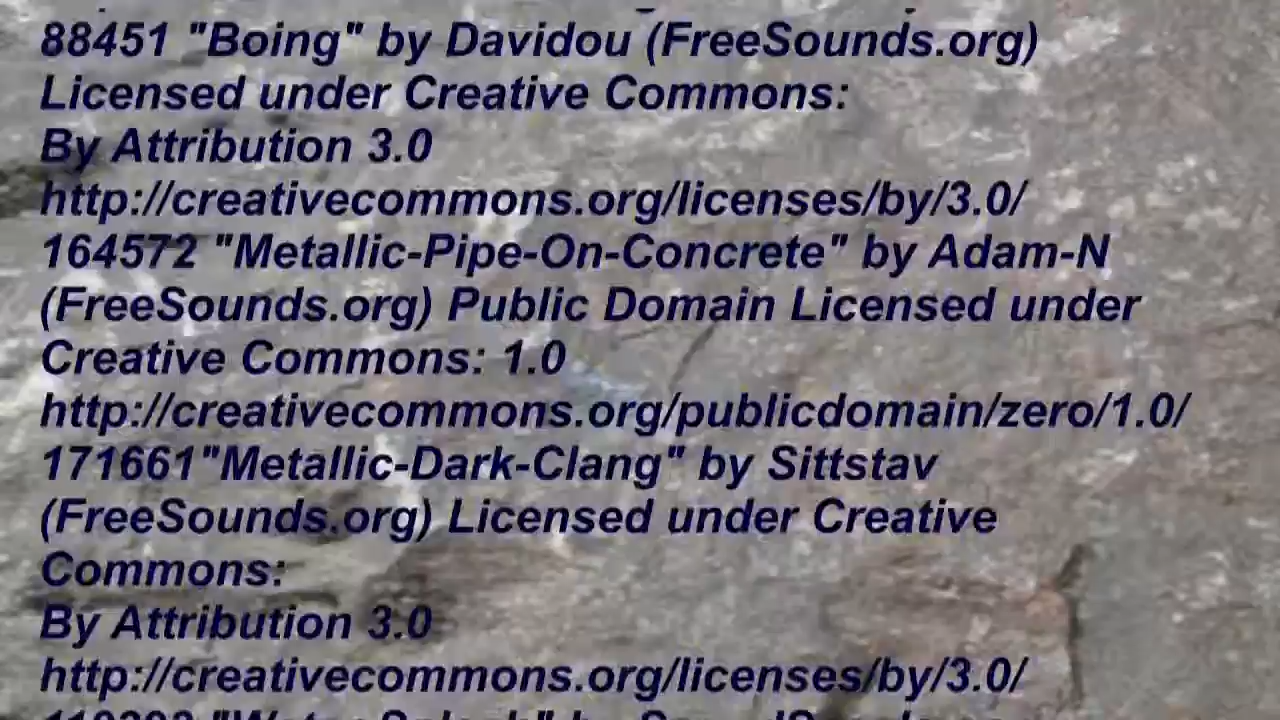 88451 "Boing" by Davidou (FreeSounds.org)
Licensed under Creative Commons:
By Attribution 3.0
http://creativecommons.org/licenses/by/3.0/
164572 "Metallic-Pipe-On-Concrete" by Adam-N
(FreeSounds.org) Public Domain Licensed under
Creative Commons: 1.0
http://creativecommons.org/publicdomain/zero/1.0/
171661"Metallic-Dark-Clang" by Sittstav
(FreeSounds.org) Licensed under Creative
Commons:
By Attribution 3.0
http://creativecommons.org/licenses/by/3.0/
"Water Splash" by